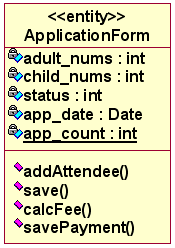 <<entity>>
ApplicationForm
adult_nums : int
child_nums : int
status : int
app_date : Date
app_count : int
addAttendee()
save()
calcFee()
savePayment()